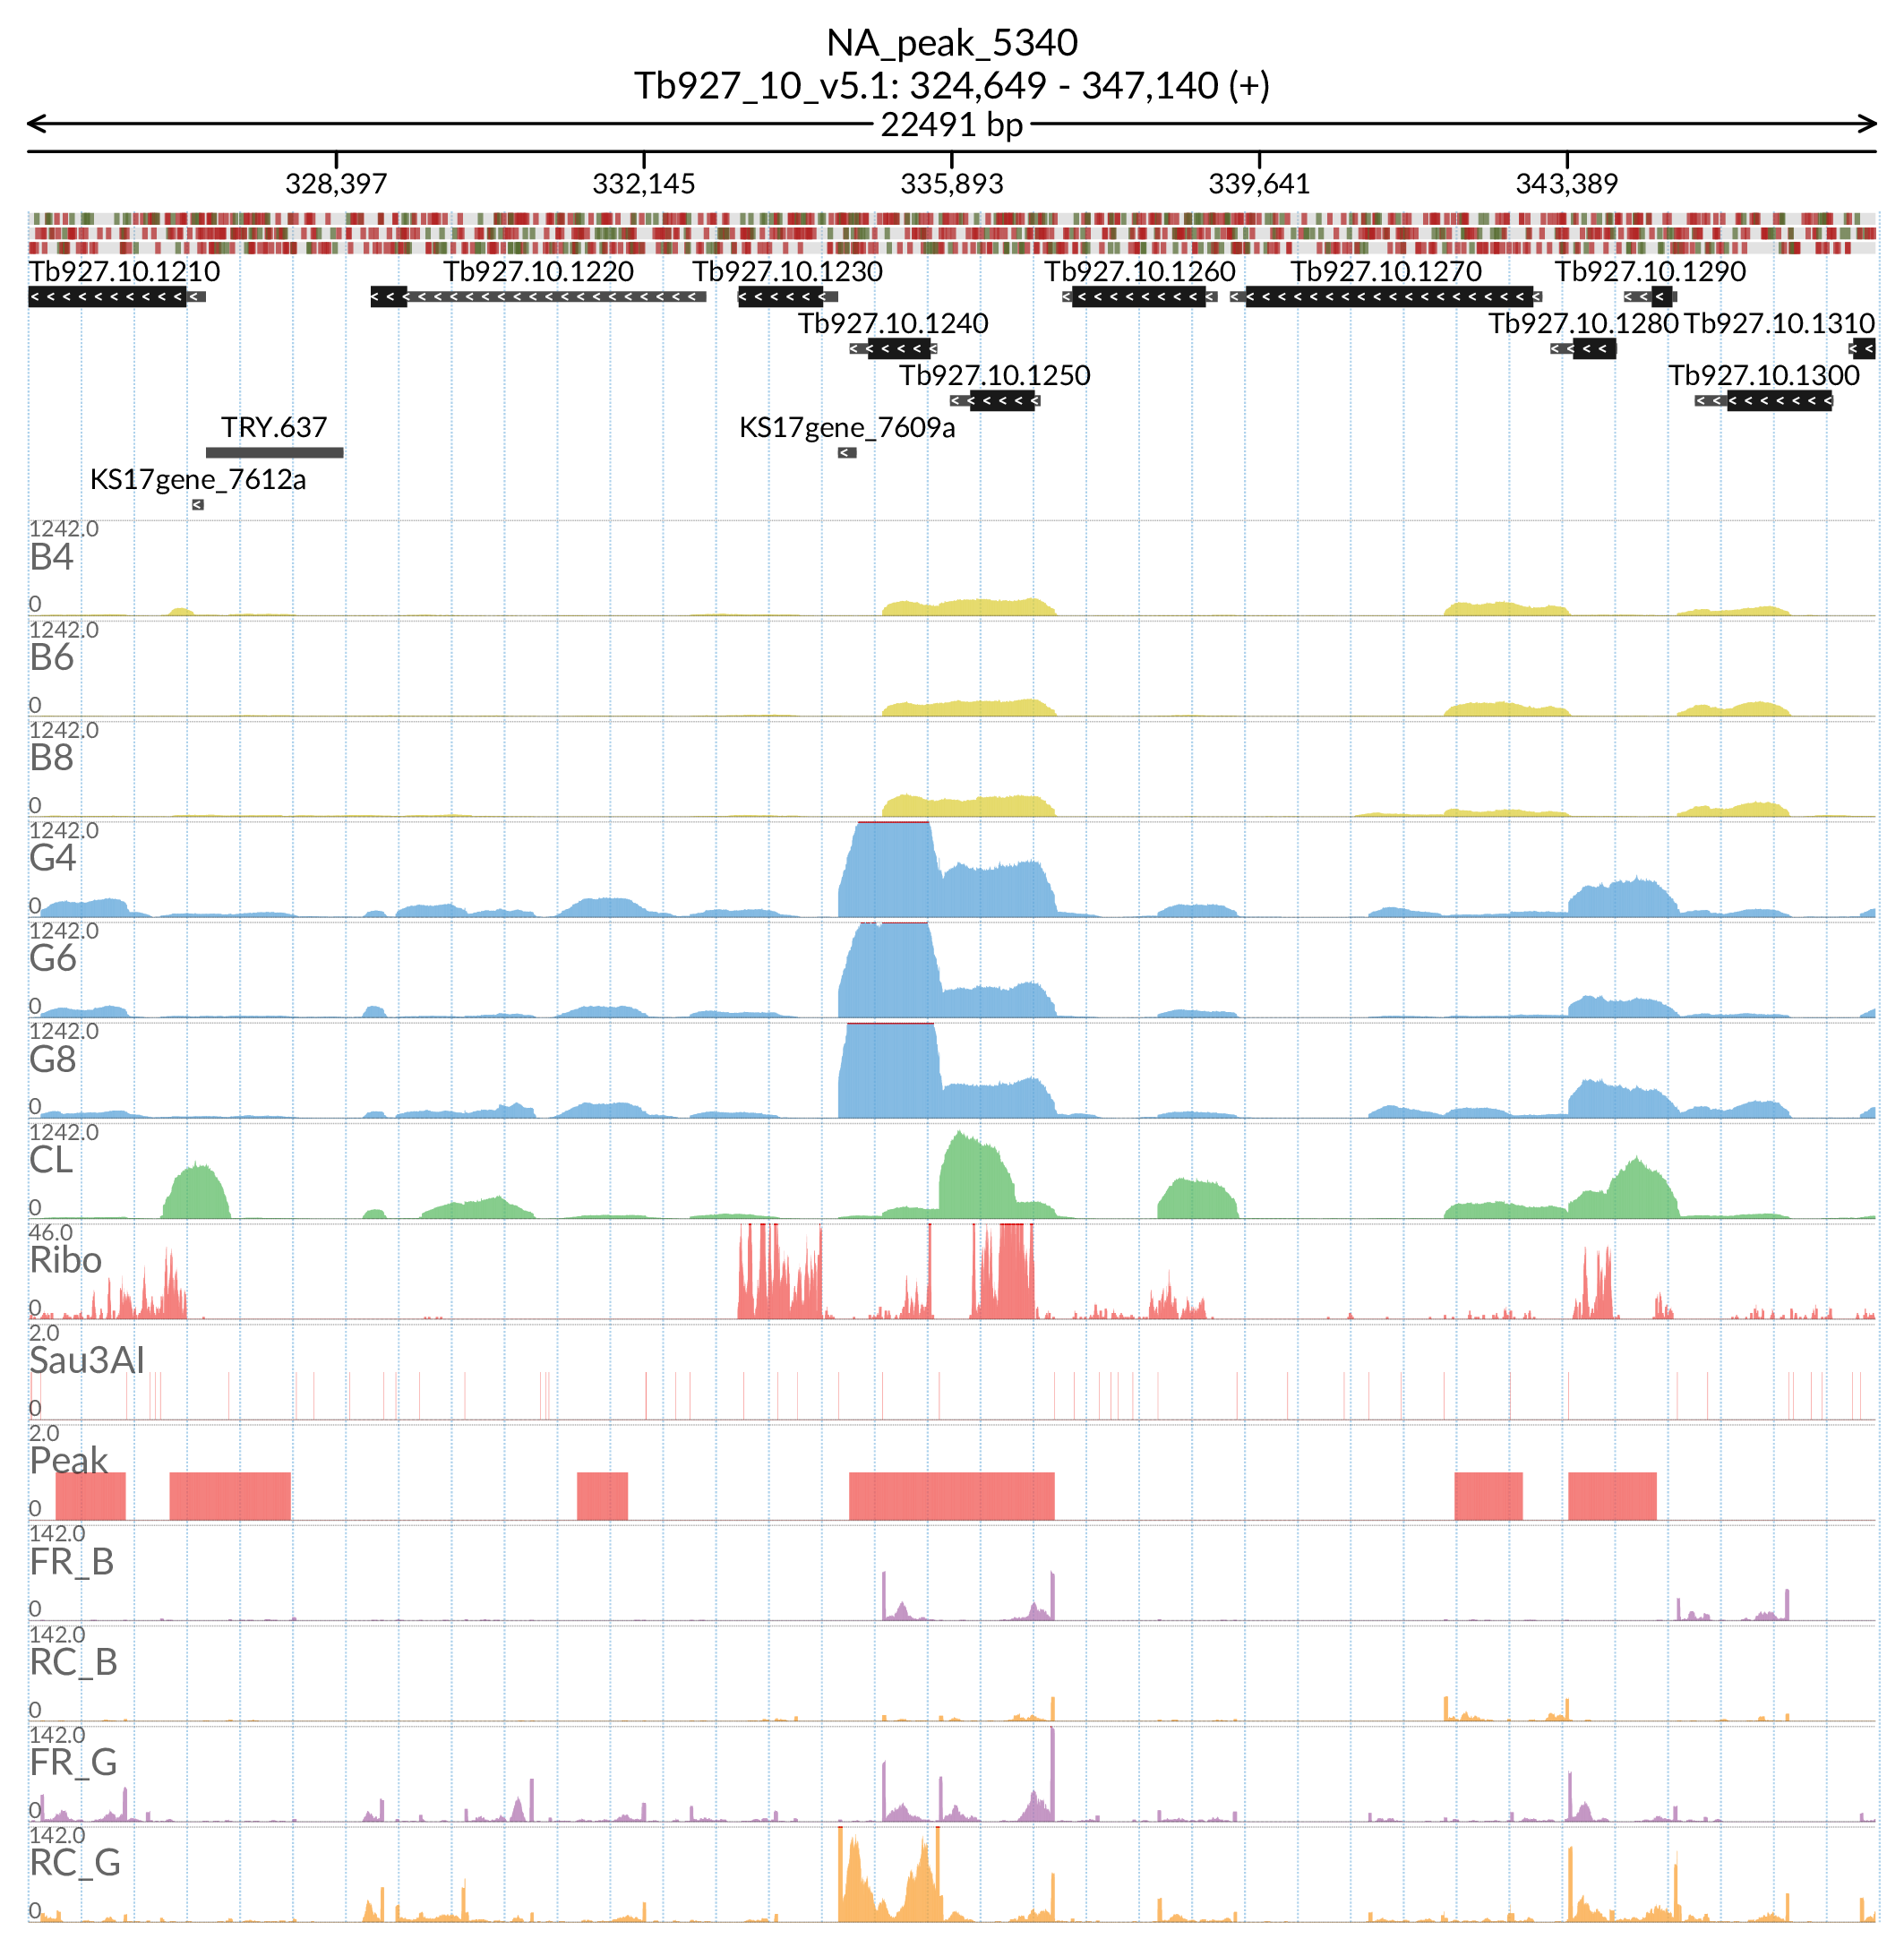 NA_peak_5340
Tb927_10_v5.1: 324,649 - 347,140 (+)
22491 bp
328,397 332,145 335,893 339,641 343,389
Tb927.10.1210 Tb927.10.1220 Tb927.10.1230 Tb927.10.1260 Tb927.10.1270 Tb927.10.1290
Tb927.10.1240 Tb927.10.1280 Tb927.10.1310
Tb927.10.1250 Tb927.10.1300
TRY.637 KS17gene_7609a
KS17gene_7612a
1242.0
B4
0
1242.0
B6
0
1242.0
B8
0
1242.0
G4
0
1242.0
G6
0
1242.0
G8
0
1242.0
CL
0
46.0
Ribo
0
2.0
Sau3AI
0
2.0
Peak
0
142.0
FR_B
0
142.0
RC_B
0
142.0
FR_G
0
142.0
RC_G
0